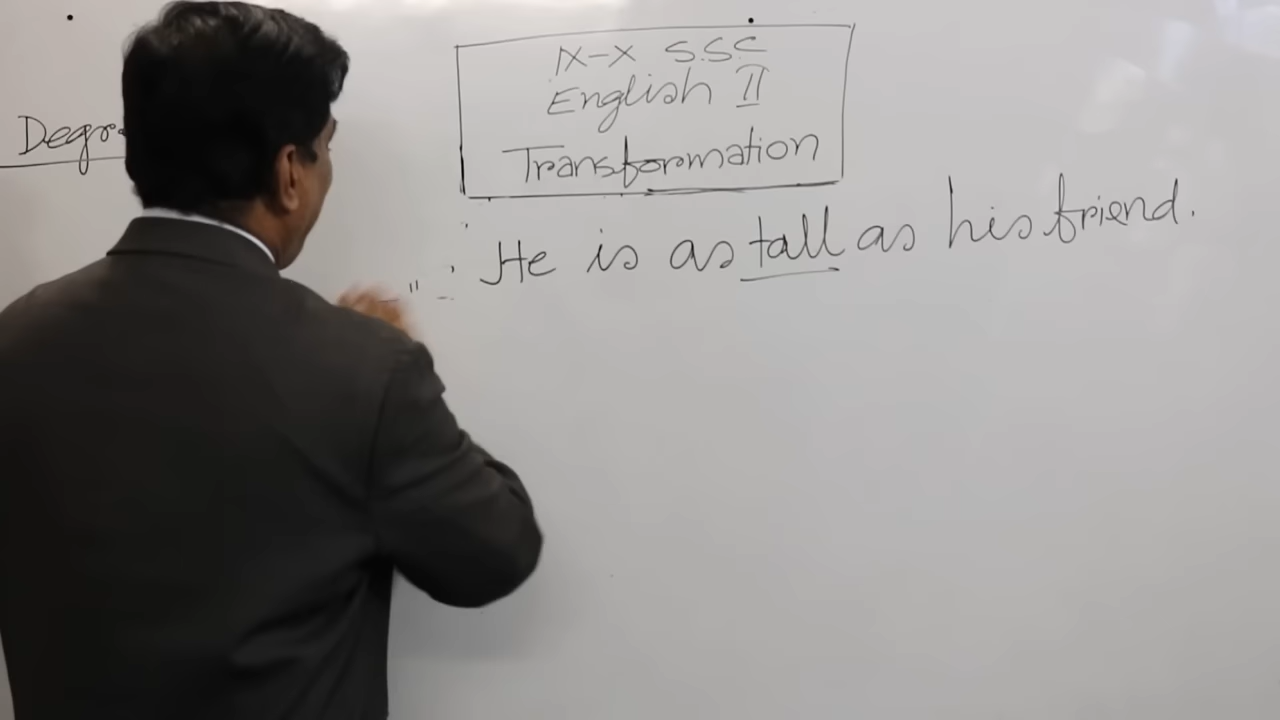 IX-X S.S.C
English II
Transformation
He is as tall as his friend.